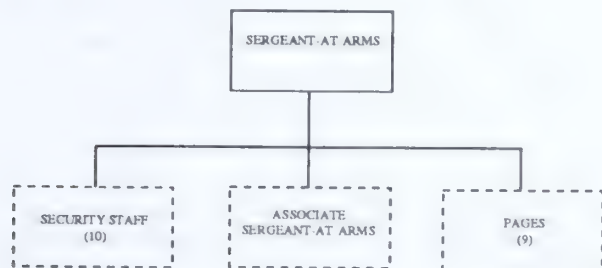 SERGEANT-AT ARMS
SECURITY STAFF
(10)
ASSOCIATE
SERGEANT-AT ARMS
PAGES
(9)